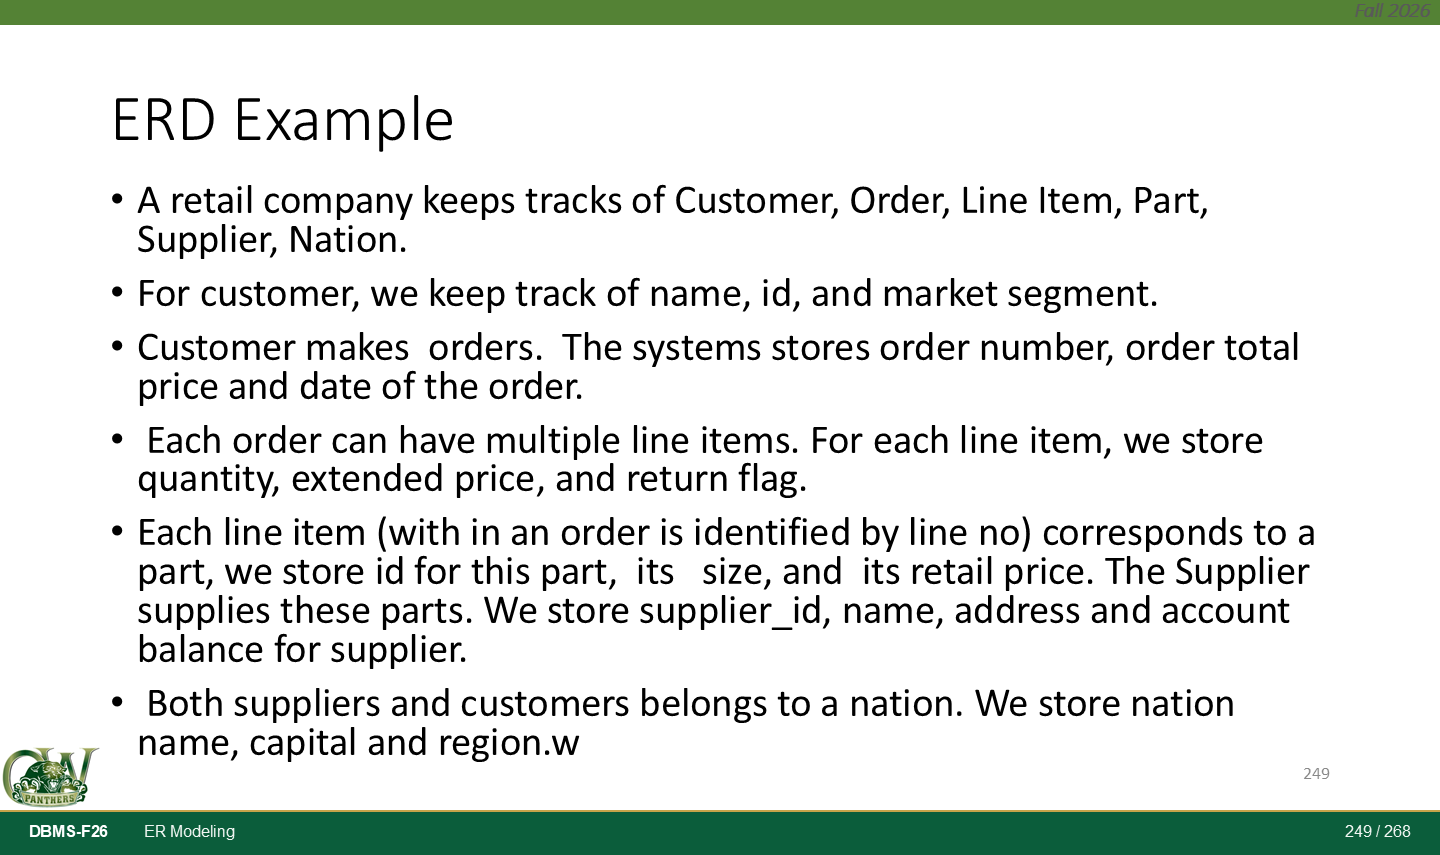 Fall 2026
ERD Example
• A retail company keeps tracks of Customer, Order, Line Item, Part,
Supplier, Nation.
• For customer, we keep track of name, id, and market segment.
• Customer makes  orders.  The systems stores order number, order total
price and date of the order.
•  Each order can have multiple line items. For each line item, we store
quantity, extended price, and return flag.
• Each line item (with in an order is identified by line no) corresponds to a
part, we store id for this part,  its   size, and  its retail price. The Supplier
supplies these parts. We store supplier_id, name, address and account
balance for supplier.
•  Both suppliers and customers belongs to a nation. We store nation
name, capital and region.w
249
PANTHERS
DBMS-F26 ER Modeling 249 / 268